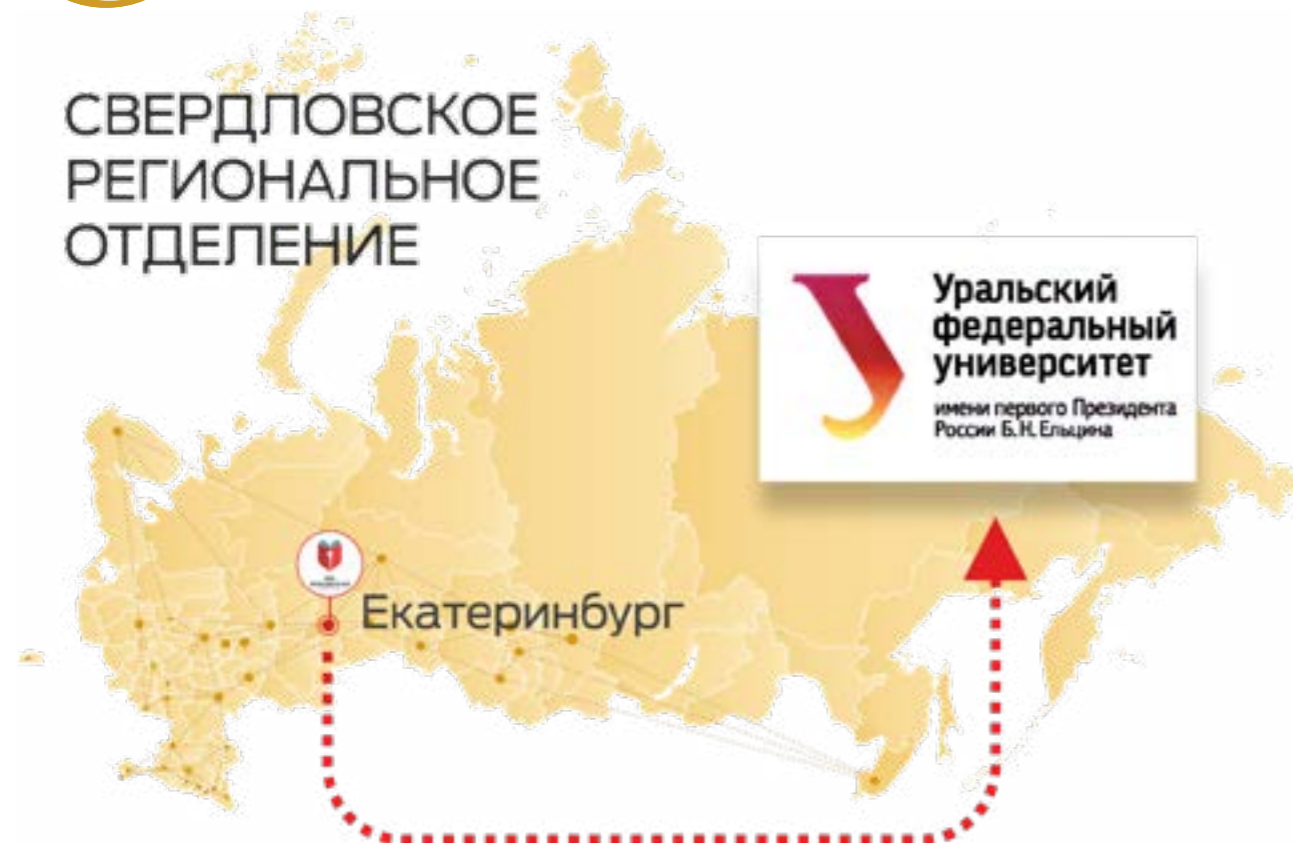 СВЕРДЛОВСКОЕ
РЕГИОНАЛЬНОЕ
ОТДЕЛЕНИЕ
Уральский
федеральный
университет
имени первого Президента
России Б.Н. Ельцина
Екатеринбург